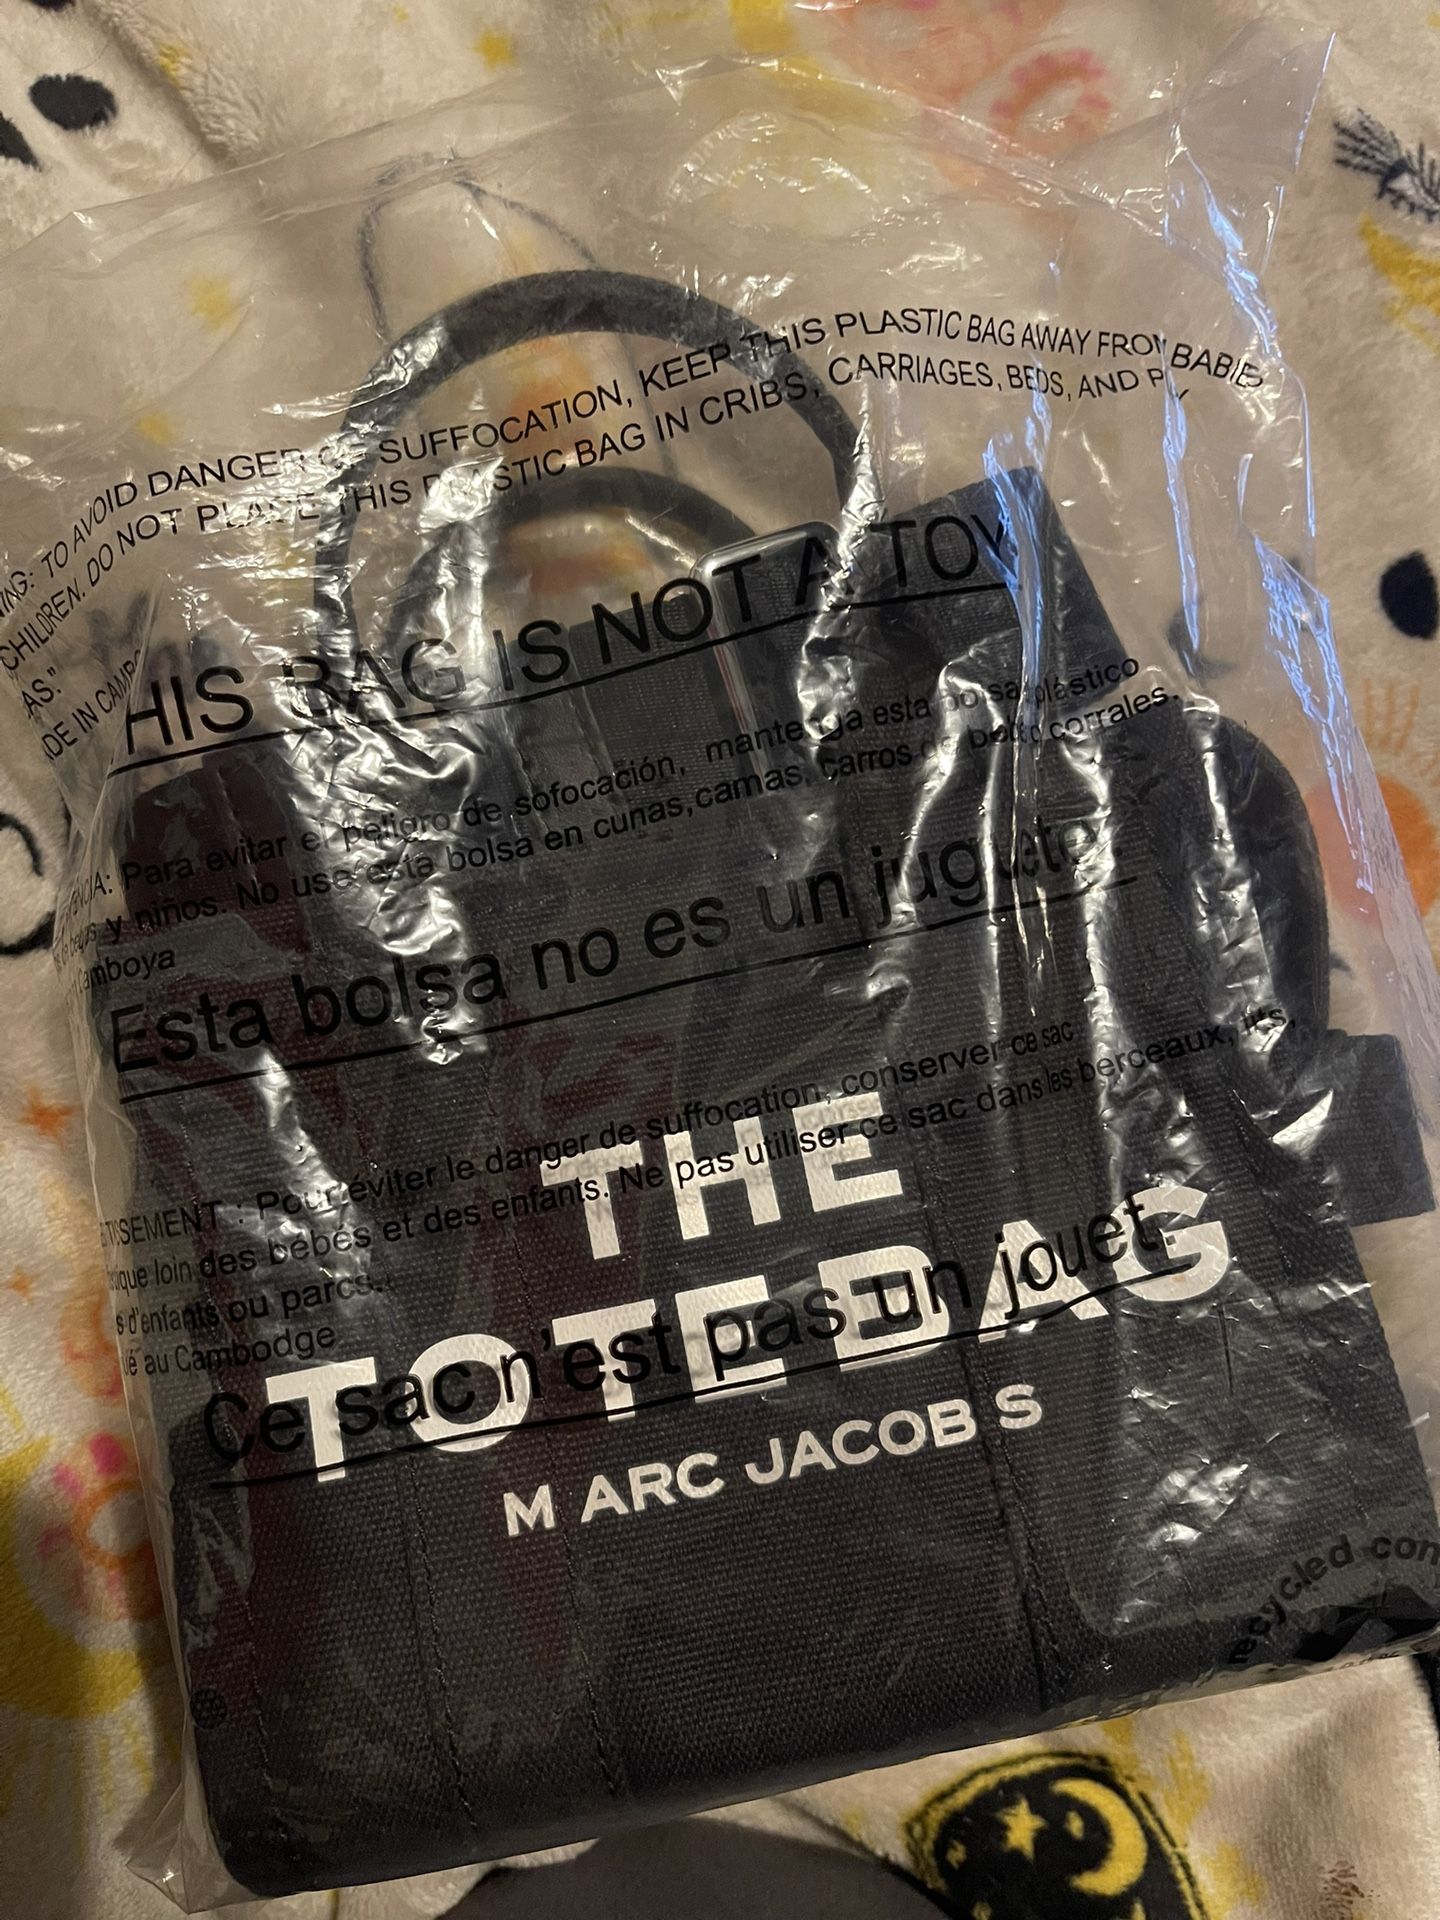 TO AVOID DANGER OF SUFFOCATION, KEEP THIS PLASTIC BAG AWAY FROM
CHILDREN. DO NOT PLACE THIS PLASTIC BAG IN CRIBS, CARRIAGES, BEDS, AND
HIS BAG IS NOT A TOY
Para evitar el peligro de sofocación, mantenga esta bolsa plástico
y niños. No use esta bolsa en cunas, camas, carros de bebé o corrales.
Camboya
Esta bolsa no es un juguete.
TISSEMENT : Pour éviter le danger de suffocation, conserver ce sac
tique loin des bébés et des enfants. Ne pas utiliser ce sac dans les berceaux, lits,
s d'enfants ou parcs.
au Cambodge
Ce sac n'est pas un jouet.
THE
TOTE BAG
MARC JACOBS
recycled con